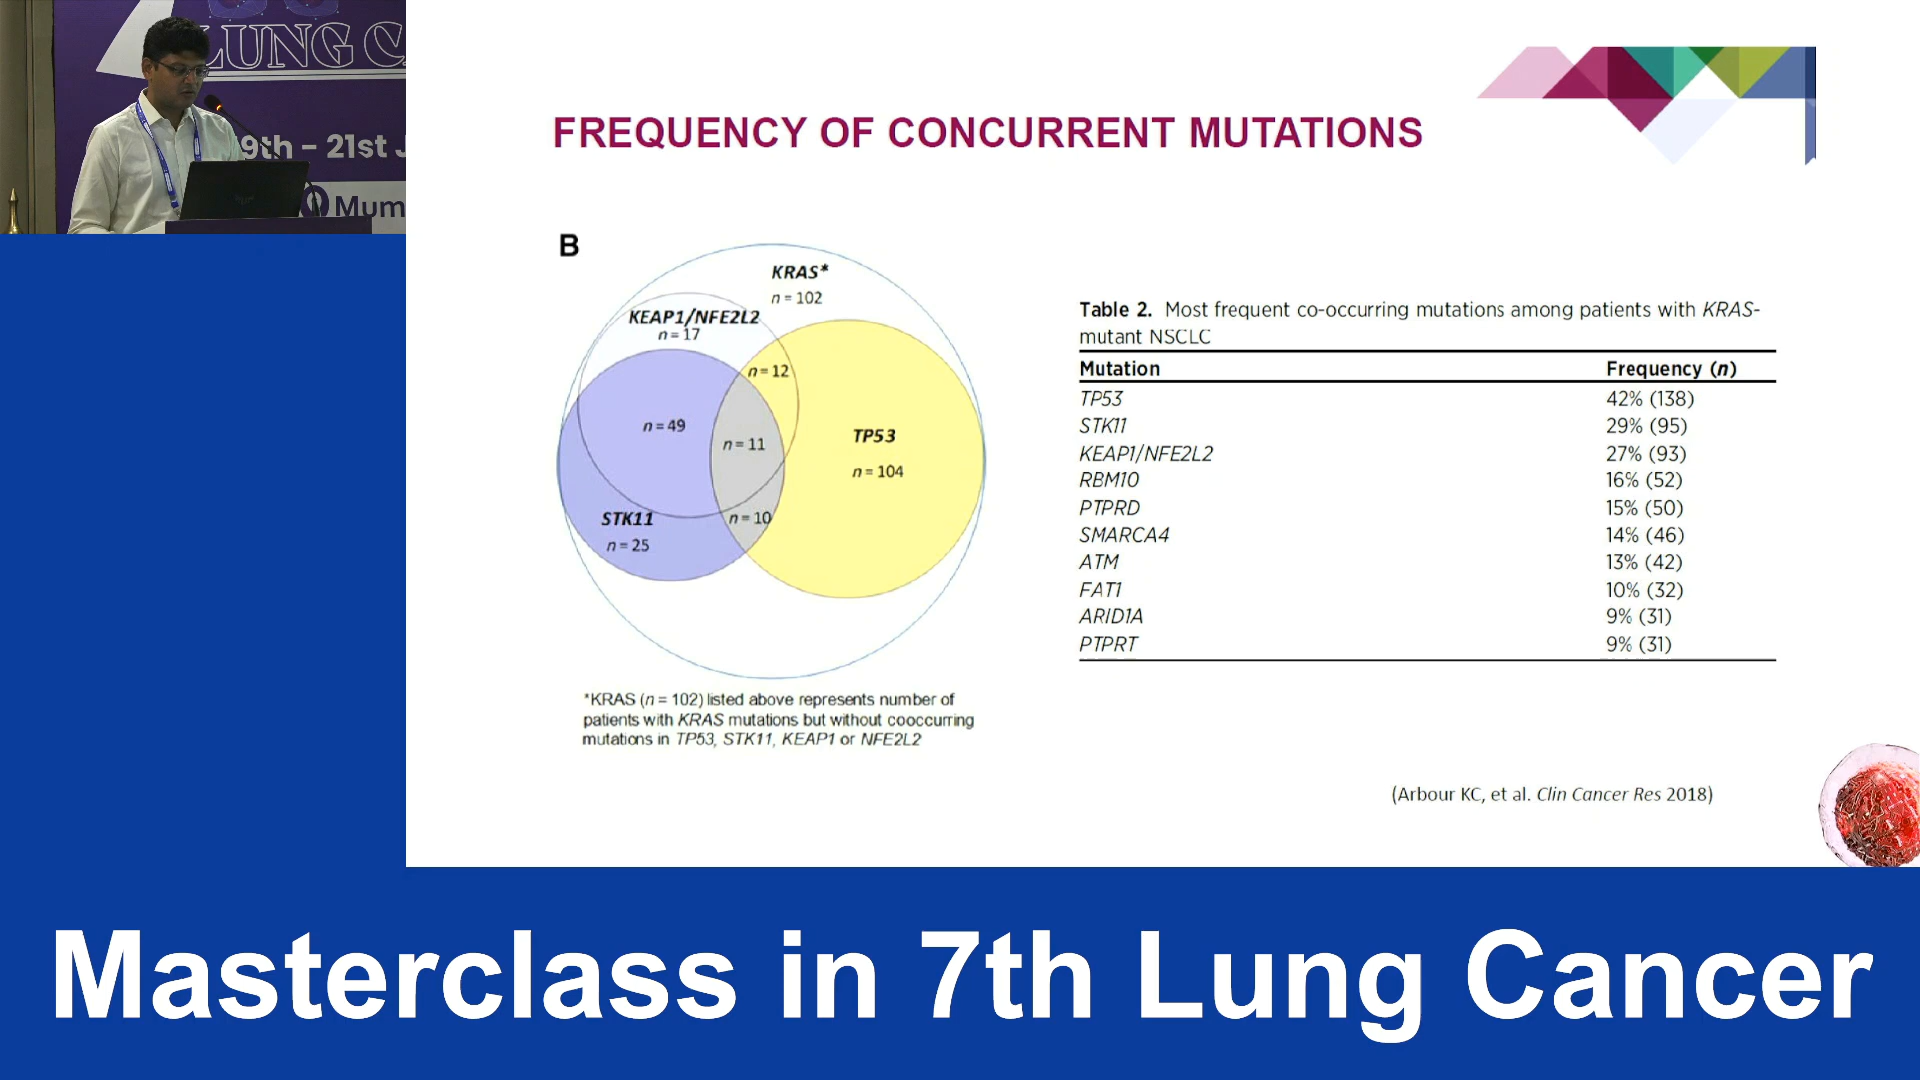 LUNG C
9th - 21st J
Mum
FREQUENCY OF CONCURRENT MUTATIONS
B
KRAS*
n = 102
KEAP1/NFE2L2
n = 17
n = 12
n = 49
n = 11
TP53
n = 104
STK11
n = 10
n = 25
*KRAS (n = 102) listed above represents number of
patients with KRAS mutations but without cooccurring
mutations in TP53, STK11, KEAP1 or NFE2L2
Table 2. Most frequent co-occurring mutations among patients with KRAS-
mutant NSCLC
Mutation Frequency (n)
TP53 42% (138)
STK11 29% (95)
KEAP1/NFE2L2 27% (93)
RBM10 16% (52)
PTPRD 15% (50)
SMARCA4 14% (46)
ATM 13% (42)
FAT1 10% (32)
ARID1A 9% (31)
PTPRT 9% (31)
(Arbour KC, et al. Clin Cancer Res 2018)
Masterclass in 7th Lung Cancer